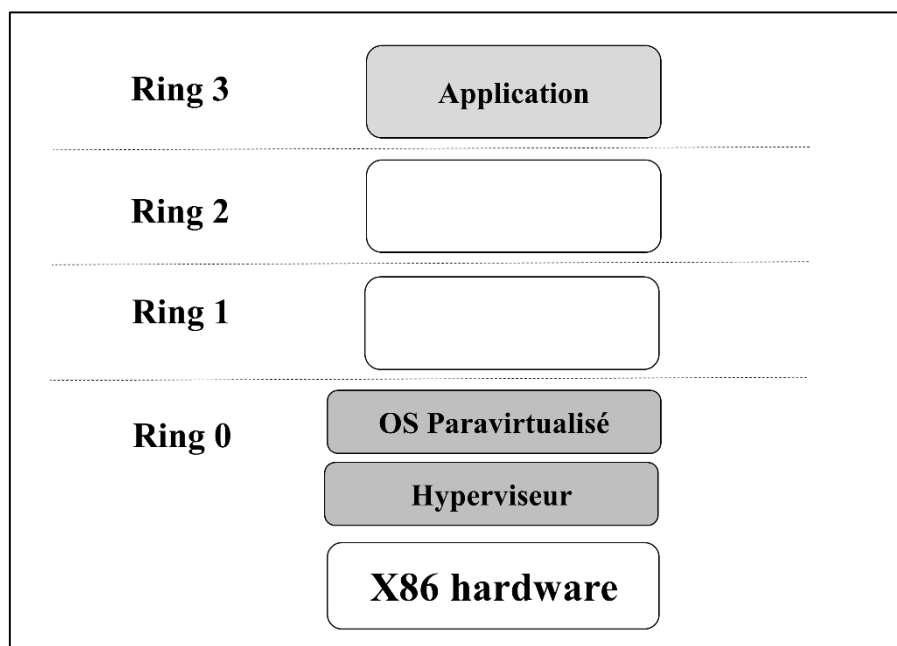 Ring 3
Application
Ring 2
Ring 1
Ring 0
OS Paravirtualisé
Hyperviseur
X86 hardware